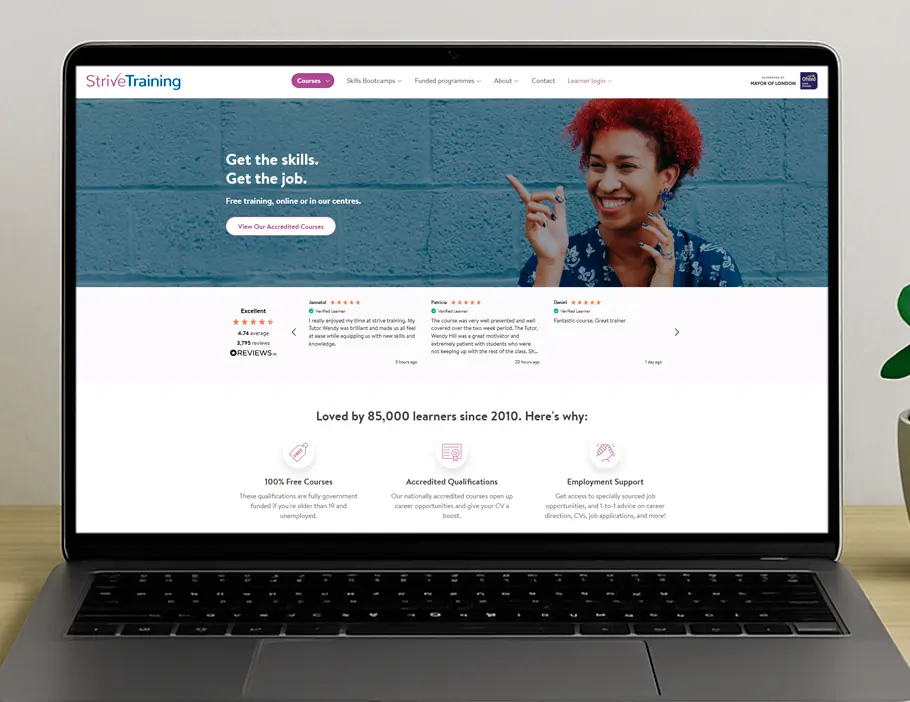 StriveTraining
Courses
Skills Bootcamps
Funded programmes
About
Contact
Learner login
SUPPORTED BY
MAYOR OF LONDON
Ofsted
Get the skills.
Get the job.
Free training, online or in our centres.
View Our Accredited Courses
Excellent
4.74 average
3,795 reviews
REVIEWS
Jannatul
Verified Learner
I really enjoyed my time at strive training. My
Tutor Wendy was brilliant and made us all feel
at ease while equipping us with new skills and
knowledge.
3 hours ago
Patricia
Verified Learner
The course was very well presented and well
covered over the two week period. The Tutor,
Wendy Hill was a great motivator and
extremely patient with students who were
not keeping up with the rest of the class. Sh...
20 hours ago
Daniel
Verified Learner
Fantastic course. Great trainer
1 day ago
Loved by 85,000 learners since 2010. Here's why:
FREE
100% Free Courses
These qualifications are fully government
funded if you're older than 19 and
unemployed.
Accredited Qualifications
Our nationally accredited courses open up
career opportunities and give your CV a
boost.
Employment Support
Get access to specially sourced job
opportunities, and 1-to-1 advice on career
direction, CVs, job applications, and more!